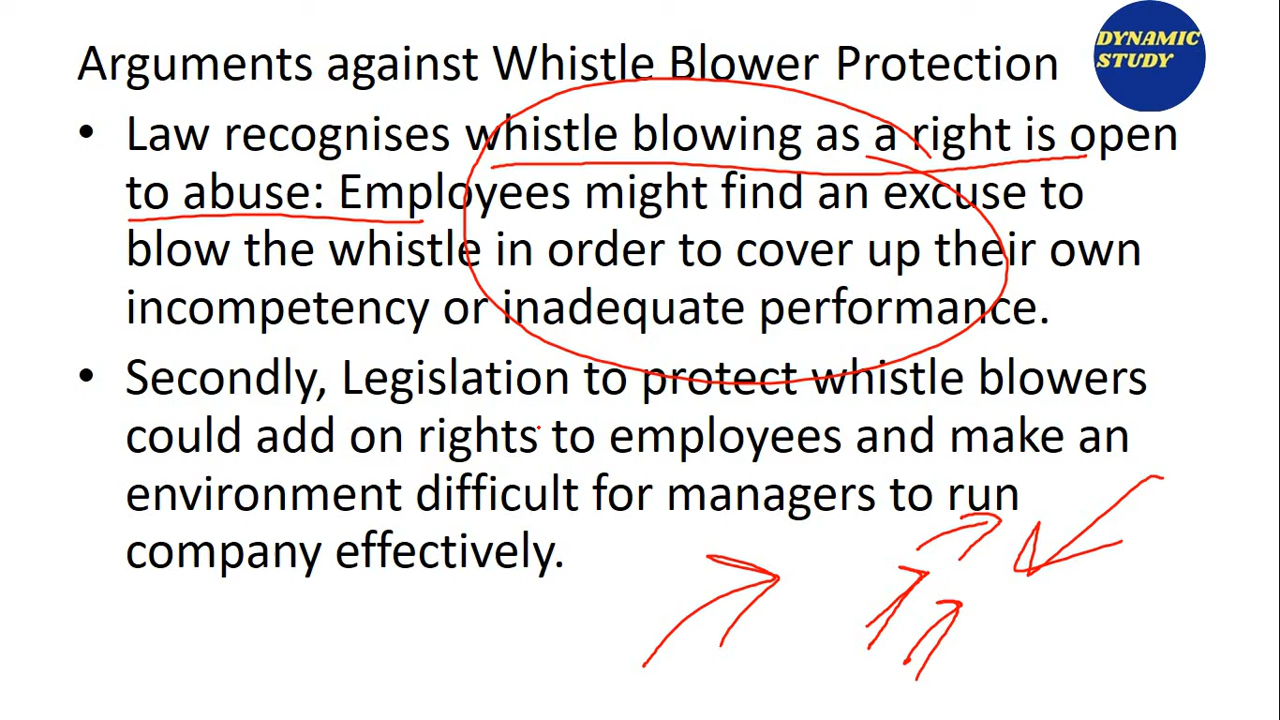 Arguments against Whistle Blower Protection
DYNAMIC
STUDY
• Law recognises whistle blowing as a right is open
to abuse: Employees might find an excuse to
blow the whistle in order to cover up their own
incompetency or inadequate performance.
• Secondly, Legislation to protect whistle blowers
could add on rights to employees and make an
environment difficult for managers to run
company effectively.